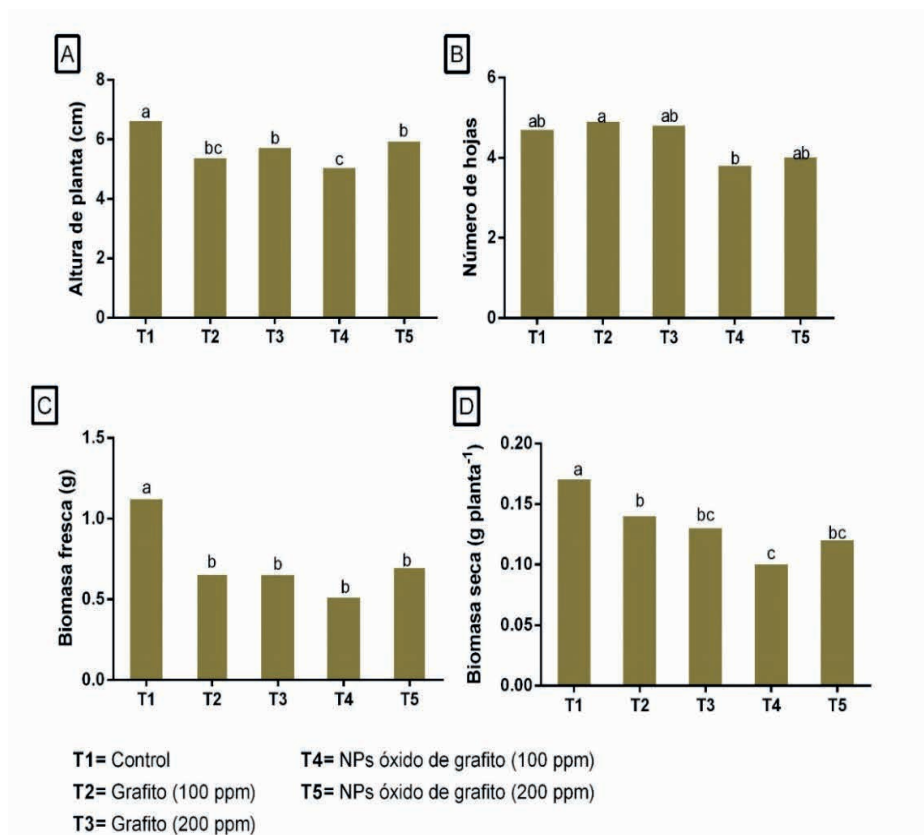 A
Altura de planta (cm)
8
6
4
2
0
a
bc
b
c
b
T1
T2
T3
T4
T5
B
Número de hojas
6
4
2
0
ab
a
ab
b
ab
T1
T2
T3
T4
T5
C
Biomasa fresca (g)
1.5
1.0
0.5
0.0
a
b
b
b
b
T1
T2
T3
T4
T5
D
Biomasa seca (g planta⁻¹)
0.20
0.15
0.10
0.05
0.00
a
b
bc
c
bc
T1
T2
T3
T4
T5
T1= Control
T2= Grafito (100 ppm)
T3= Grafito (200 ppm)
T4= NPs óxido de grafito (100 ppm)
T5= NPs óxido de grafito (200 ppm)